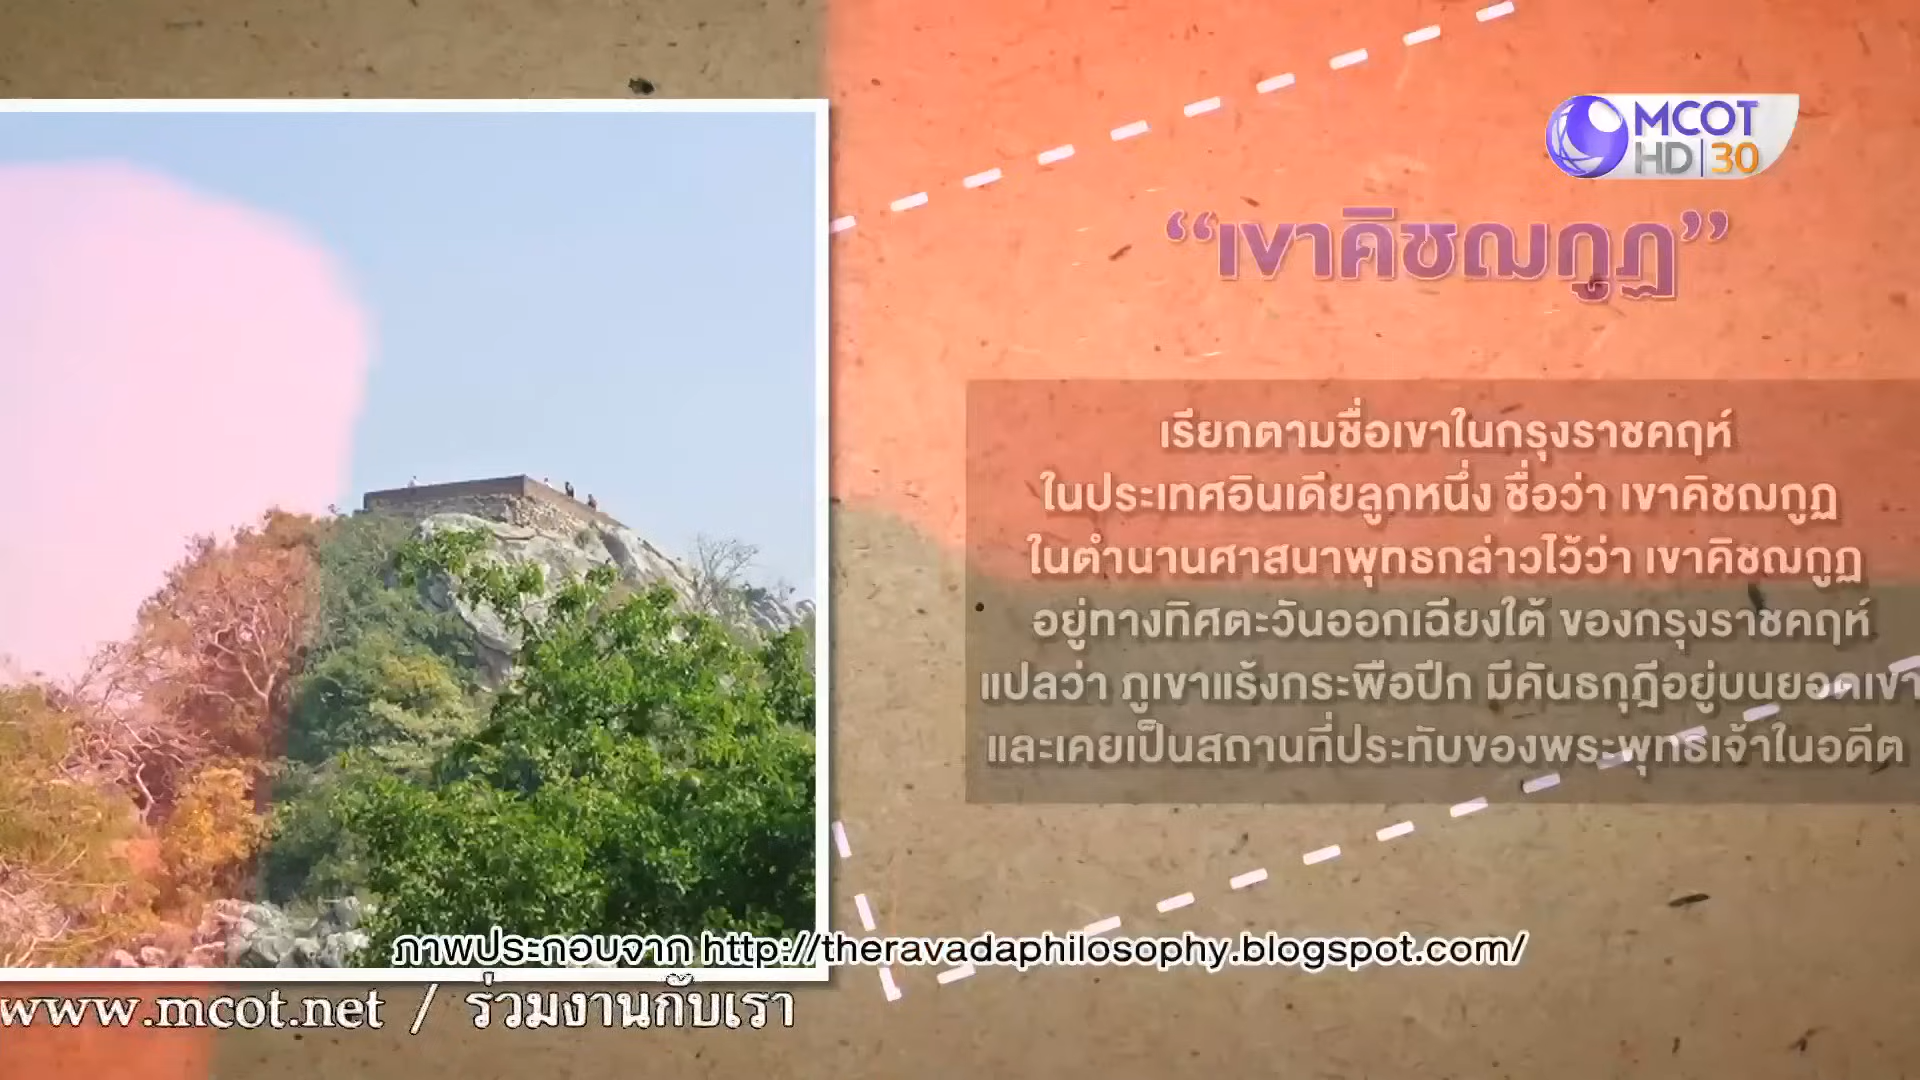 MCOT
HD 30
“เขาคิชฌกูฏ”
เรียกตามชื่อเขาในกรุงราชคฤห์
ในประเทศอินเดียลูกหนึ่ง ชื่อว่า เขาคิชฌกูฏ
ในตำนานศาสนาพุทธกล่าวไว้ว่า เขาคิชฌกูฏ
อยู่ทางทิศตะวันออกเฉียงใต้ ของกรุงราชคฤห์
แปลว่า ภูเขาแร้งกระพือปีก มีคันธกุฎีอยู่บนยอดเขา
และเคยเป็นสถานที่ประทับของพระพุทธเจ้าในอดีต
ภาพประกอบจาก http://theravadaphilosophy.blogspot.com/
www.mcot.net / ร่วมงานกับเรา